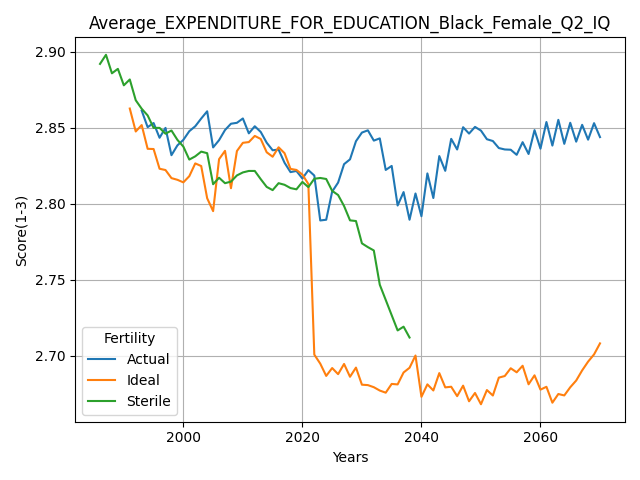 Average_EXPENDITURE_FOR_EDUCATION_Black_Female_Q2_IQ
2.90
2.85
2.80
2.75
2.70
Score(1-3)
Fertility
Actual
Ideal
Sterile
2000
2020
2040
2060
Years